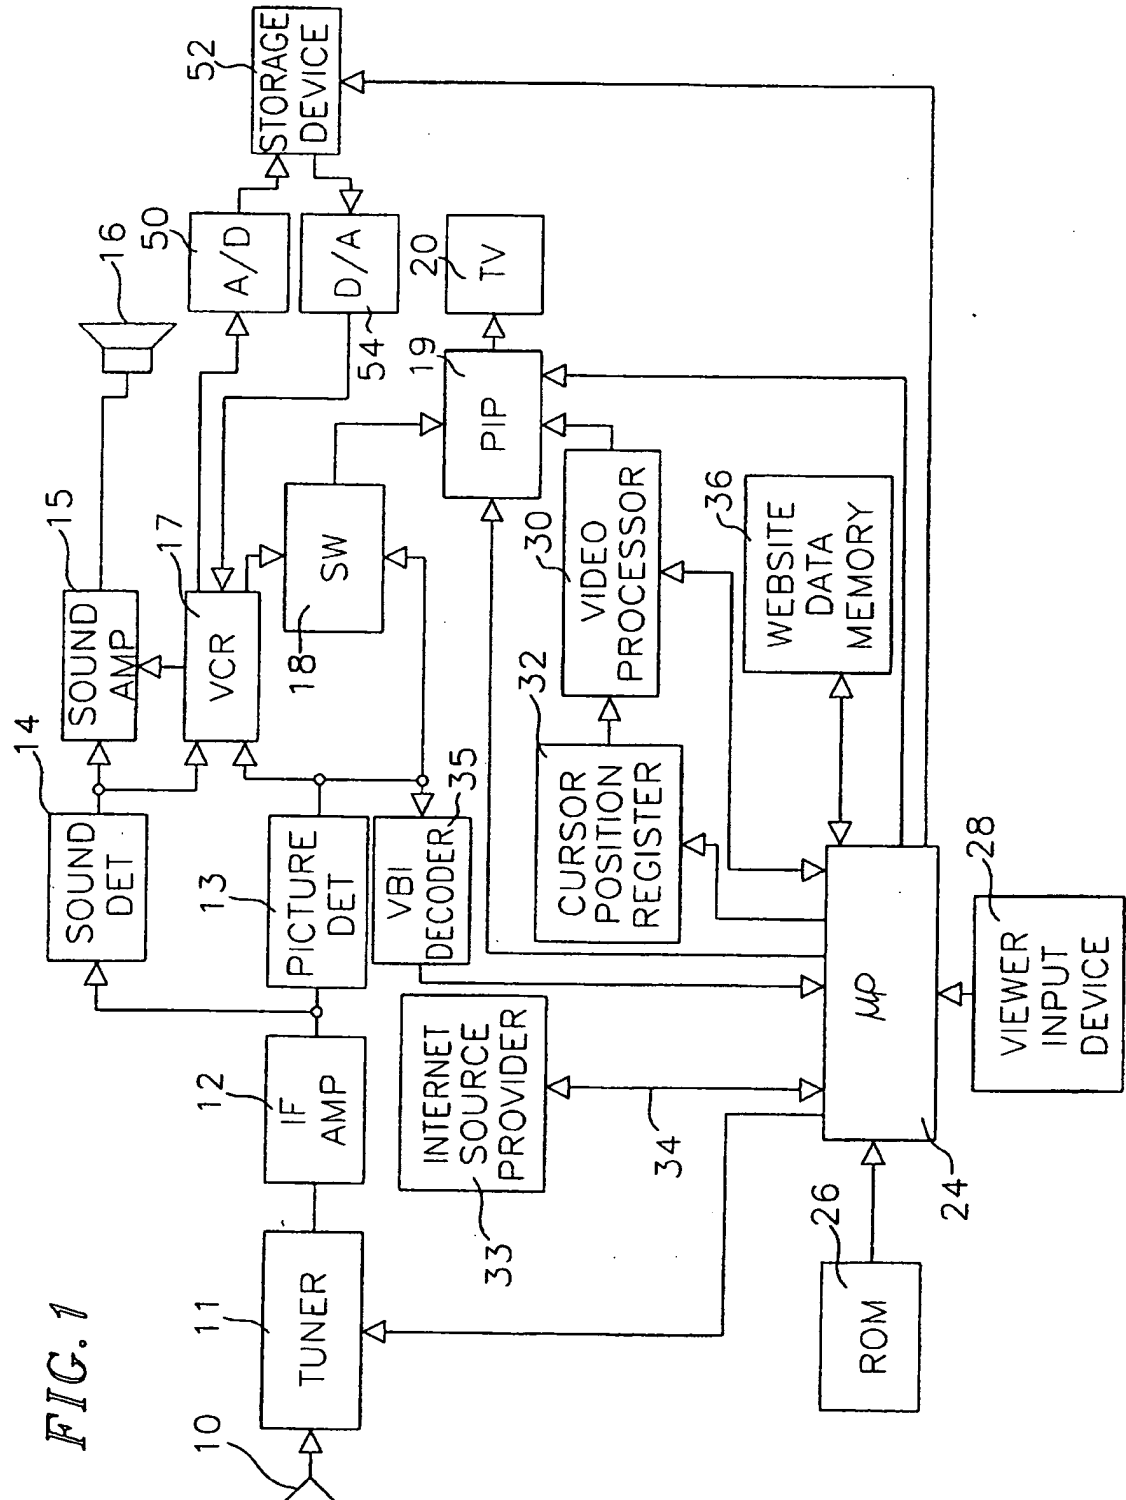 FIG. 1
10
11
TUNER
12
IF
AMP
13
PICTURE
DET
14
SOUND
DET
15
SOUND
AMP
16
17
VCR
18
SW
50
A/D
52
STORAGE
DEVICE
54
D/A
19
PIP
20
TV
35
VBI
DECODER
33
INTERNET
SOURCE
PROVIDER
34
32
CURSOR
POSITION
REGISTER
30
VIDEO
PROCESSOR
36
WEBSITE
DATA
MEMORY
26
ROM
24
μp
28
VIEWER
INPUT
DEVICE